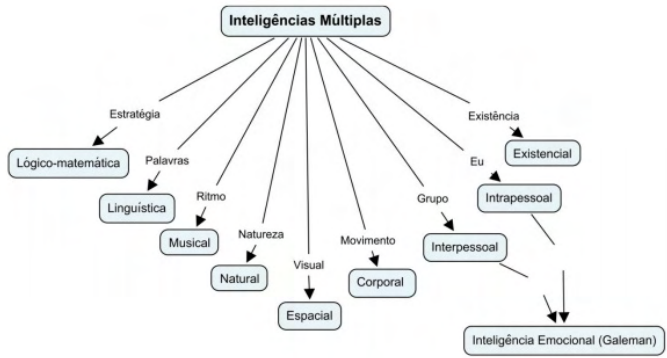 Inteligências Múltiplas
Estratégia
Existência
Lógico-matemática
Palavras
Eu
Existencial
Linguística
Ritmo
Grupo
Intrapessoal
Musical
Natureza
Movimento
Interpessoal
Natural
Visual
Corporal
Espacial
Inteligência Emocional (Galeman)